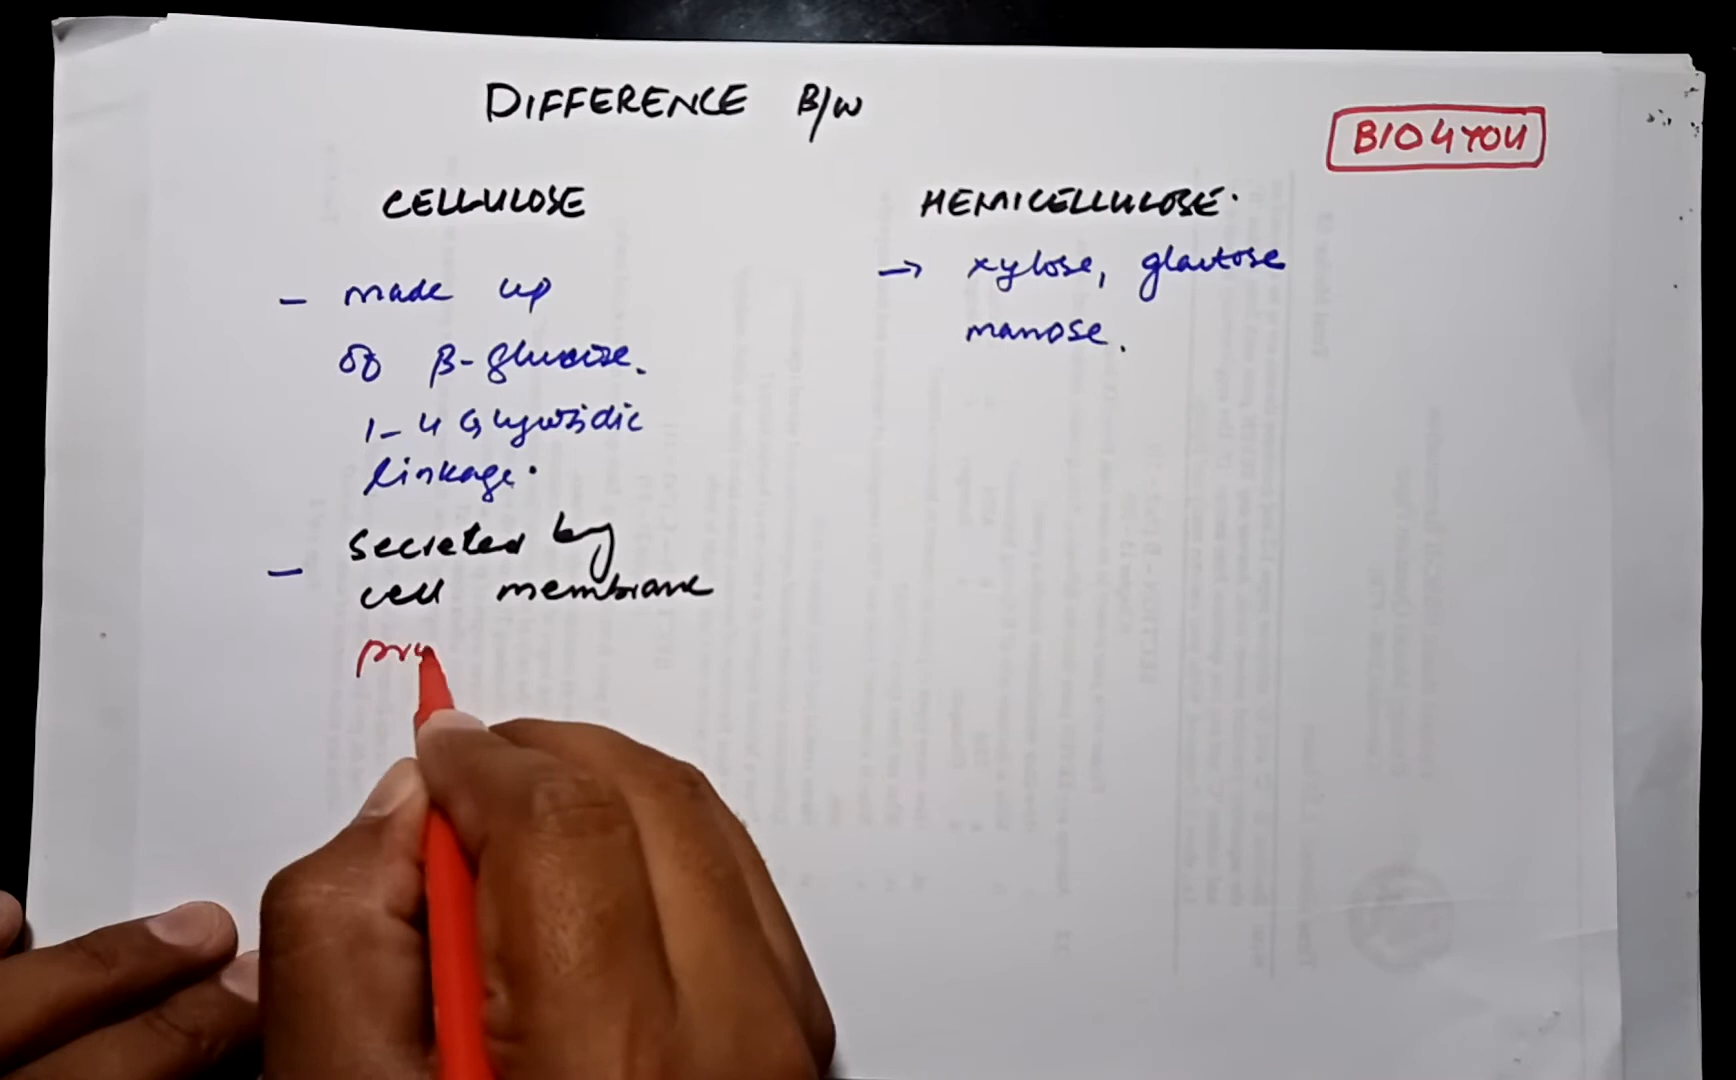 DIFFERENCE B/W
BIO4YOU
CELLULOSE
- made up
of β-glucose.
1-4 Glycosidic
linkage.
- secreted by
cell membrane
pro
HEMICELLULOSE.
→ xylose, glactose
manose.